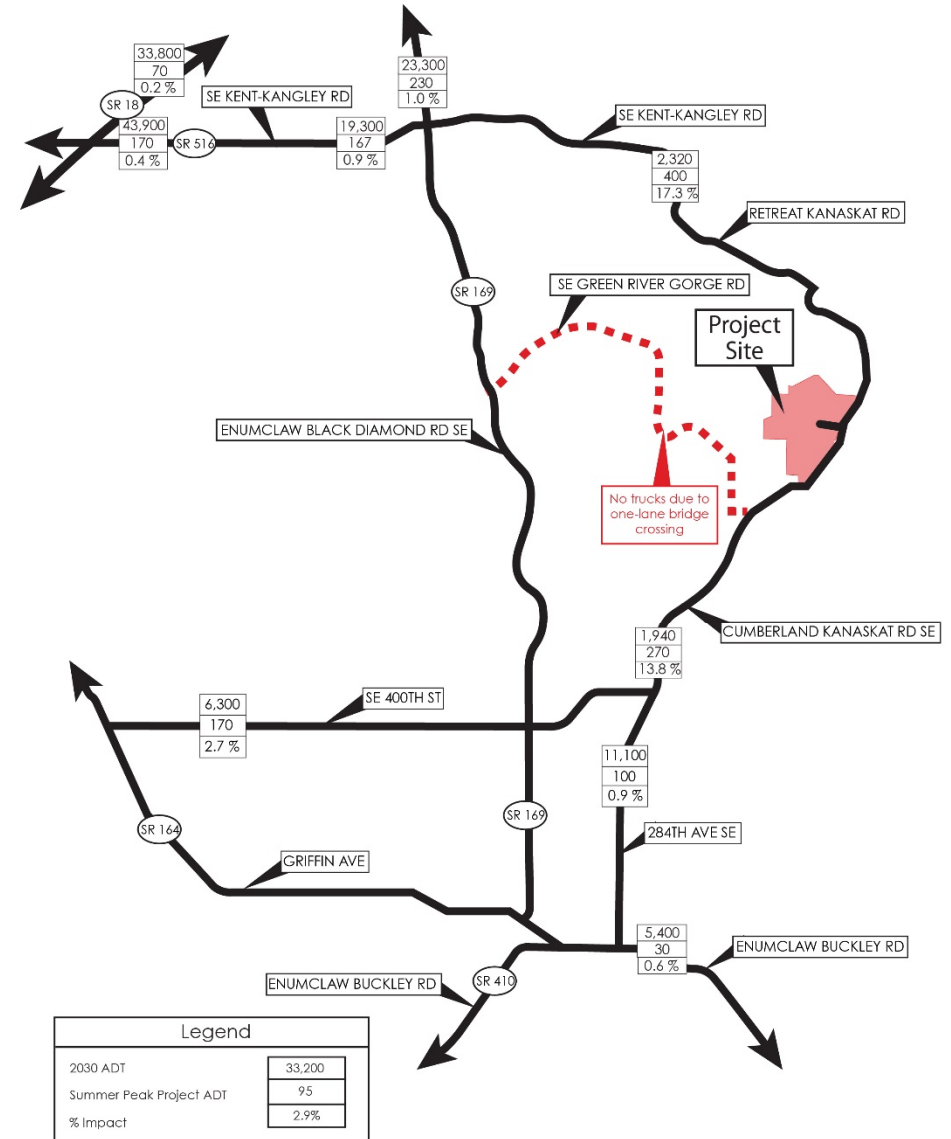 33,800
70
0.2 %
SR 18
43,900
170
0.4 %
SE KENT-KANGLEY RD
SR 516
19,300
167
0.9 %
23,300
230
1.0 %
SE KENT-KANGLEY RD
2,320
400
17.3 %
RETREAT KANASKAT RD
SR 169
SE GREEN RIVER GORGE RD
Project
Site
ENUMCLAW BLACK DIAMOND RD SE
No trucks due to
one-lane bridge
crossing
CUMBERLAND KANASKAT RD SE
1,940
270
13.8 %
6,300
170
2.7 %
SE 400TH ST
11,100
100
0.9 %
SR 164
SR 169
284TH AVE SE
GRIFFIN AVE
5,400
30
0.6 %
ENUMCLAW BUCKLEY RD
ENUMCLAW BUCKLEY RD
SR 410
Legend
2030 ADT
33,200
Summer Peak Project ADT
95
% Impact
2.9%